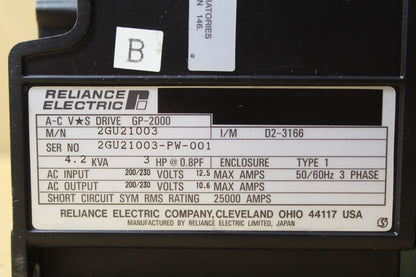 B
ORATORIES
ON 146.
RELIANCE
ELECTRIC
A-C V★S DRIVE GP-2000
M/N 2GU21003 I/M D2-3166
SER NO 2GU21003-PW-001
4.2 KVA 3 HP @ 0.8PF ENCLOSURE TYPE 1
AC INPUT 200/230 VOLTS 12.5 MAX AMPS 50/60Hz 3 PHASE
AC OUTPUT 200/230 VOLTS 10.6 MAX AMPS
SHORT CIRCUIT SYM RMS RATING 25000 AMPS
RELIANCE ELECTRIC COMPANY, CLEVELAND OHIO 44117 USA
MANUFACTURED BY RELIANCE ELECTRIC LIMITED, JAPAN